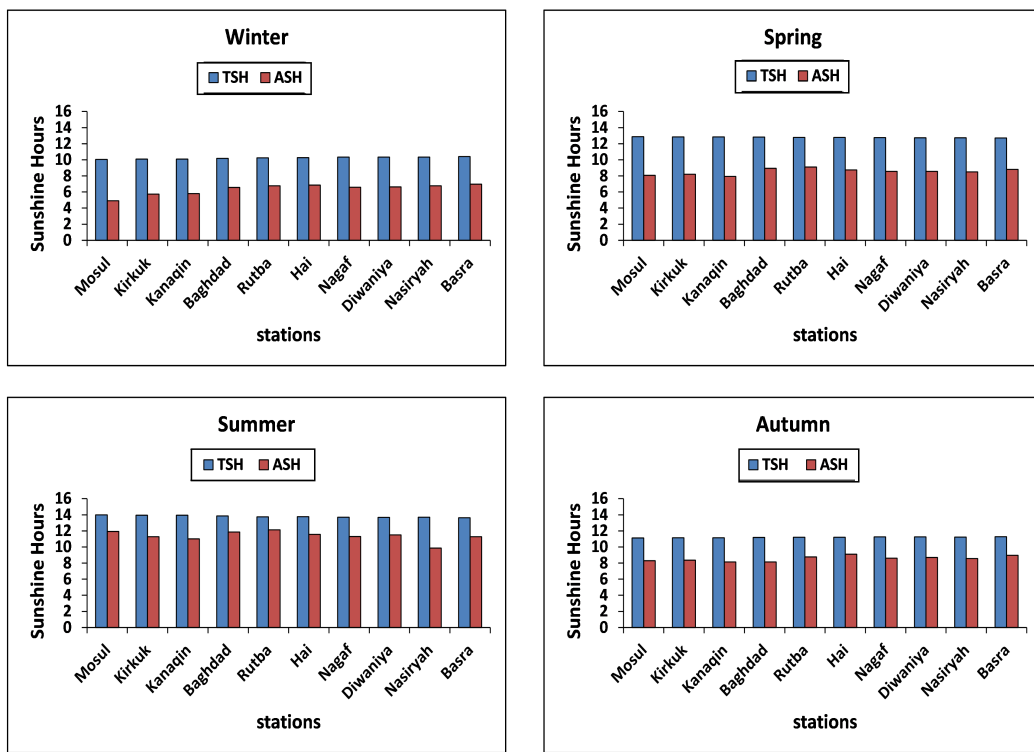 Winter
TSH ASH
Sunshine Hours
16
14
12
10
8
6
4
2
0
Mosul
Kirkuk
Kanaqin
Baghdad
Rutba
Hai
Nagaf
Diwaniya
Nasiryah
Basra
stations
Spring
TSH ASH
Sunshine Hours
16
14
12
10
8
6
4
2
0
Mosul
Kirkuk
Kanaqin
Baghdad
Rutba
Hai
Nagaf
Diwaniya
Nasiryah
Basra
stations
Summer
TSH ASH
Sunshine Hours
16
14
12
10
8
6
4
2
0
Mosul
Kirkuk
Kanaqin
Baghdad
Rutba
Hai
Nagaf
Diwaniya
Nasiryah
Basra
stations
Autumn
TSH ASH
Sunshine Hours
16
14
12
10
8
6
4
2
0
Mosul
Kirkuk
Kanaqin
Baghdad
Rutba
Hai
Nagaf
Diwaniya
Nasiryah
Basra
stations